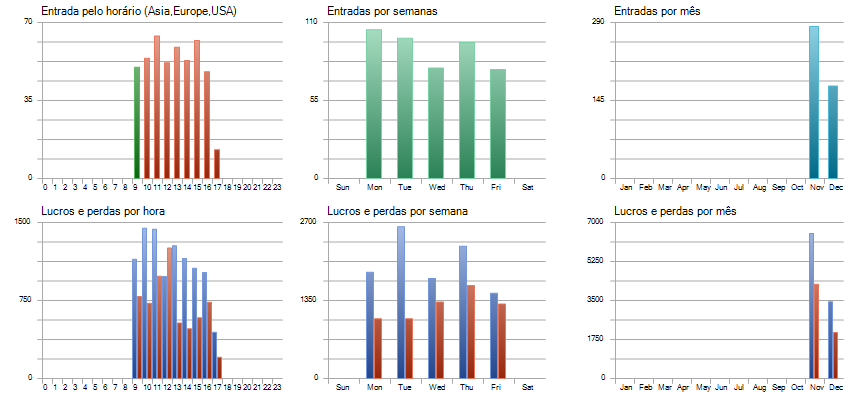 Entrada pelo horário (Asia,Europe,USA)
70
35
0
0 1 2 3 4 5 6 7 8 9 10 11 12 13 14 15 16 17 18 19 20 21 22 23
Entradas por semanas
110
55
0
Sun Mon Tue Wed Thu Fri Sat
Entradas por mês
290
145
0
Jan Feb Mar Apr May Jun Jul Aug Sep Oct Nov Dec
Lucros e perdas por hora
1500
750
0
0 1 2 3 4 5 6 7 8 9 10 11 12 13 14 15 16 17 18 19 20 21 22 23
Lucros e perdas por semana
2700
1350
0
Sun Mon Tue Wed Thu Fri Sat
Lucros e perdas por mês
7000
5250
3500
1750
0
Jan Feb Mar Apr May Jun Jul Aug Sep Oct Nov Dec